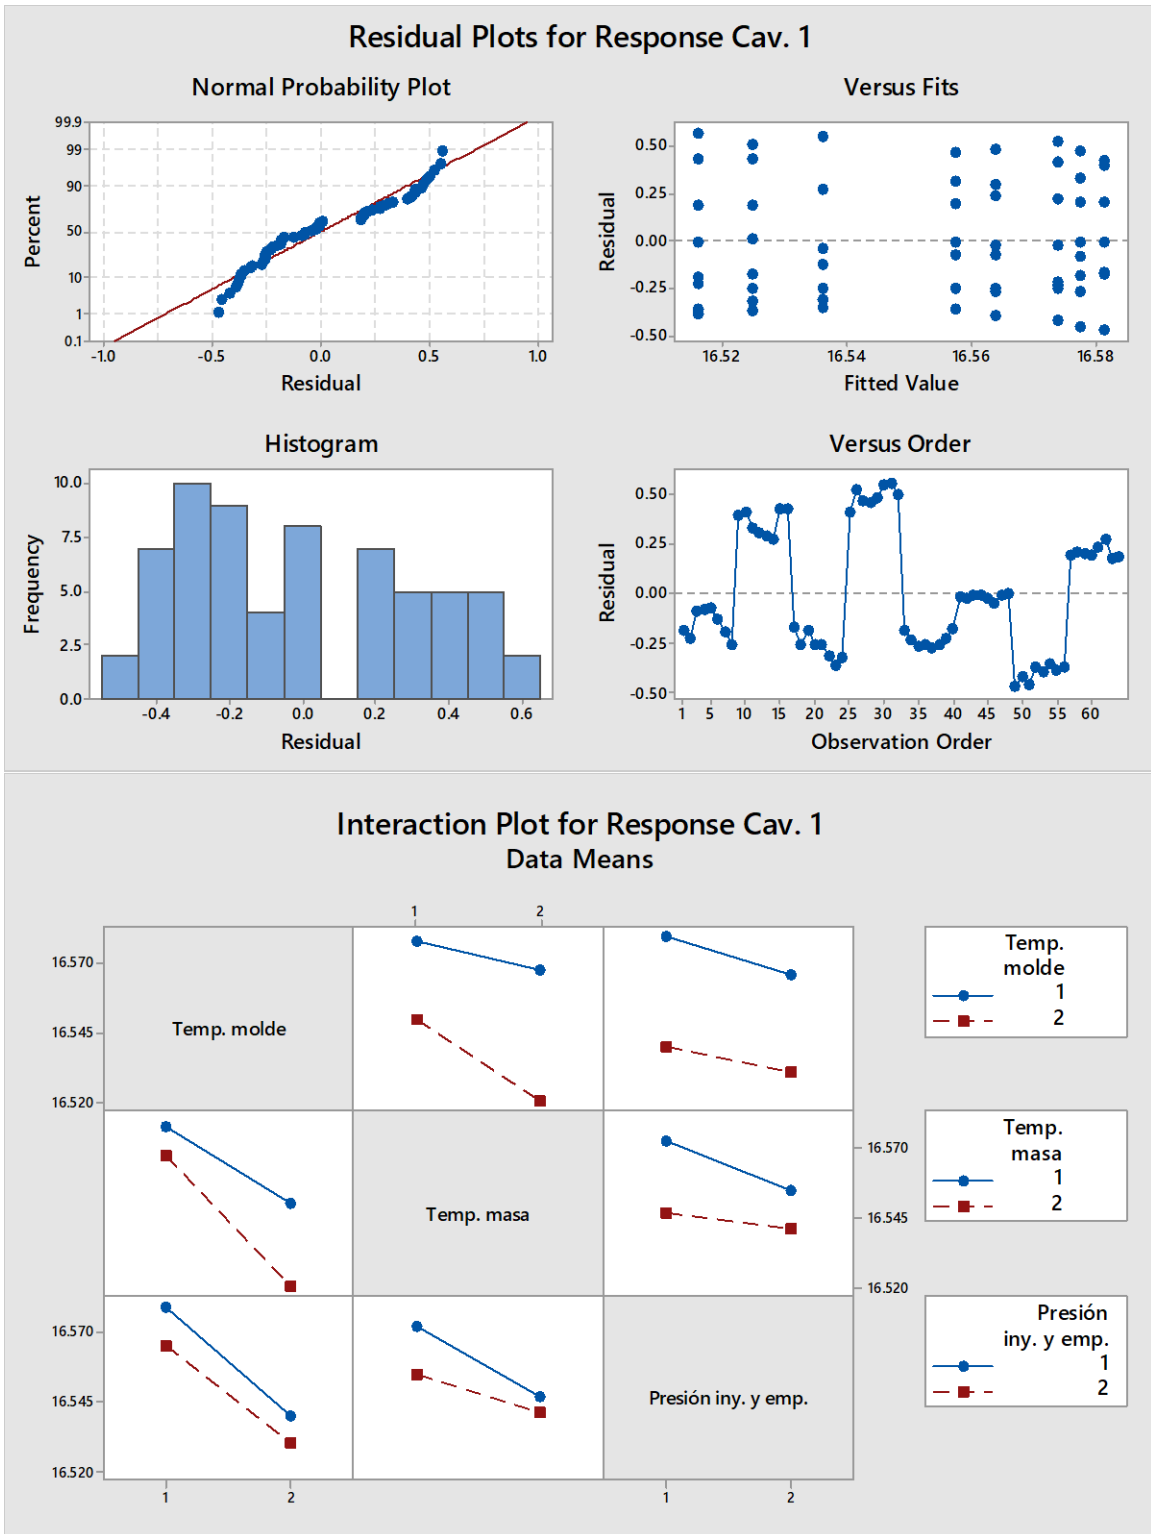 Residual Plots for Response Cav. 1
Normal Probability Plot
99.9
99
90
50
10
1
0.1
Percent
-1.0 -0.5 0.0 0.5 1.0
Residual
Versus Fits
0.50
0.25
0.00
-0.25
-0.50
Residual
16.52 16.54 16.56 16.58
Fitted Value
Histogram
10.0
7.5
5.0
2.5
0.0
Frequency
-0.4 -0.2 0.0 0.2 0.4 0.6
Residual
Versus Order
0.50
0.25
0.00
-0.25
-0.50
Residual
1 5 10 15 20 25 30 35 40 45 50 55 60
Observation Order
Interaction Plot for Response Cav. 1
Data Means
1 2
16.570
16.545
16.520
Temp. molde
Temp.
molde
1
2
Temp. masa
16.570
16.545
16.520
Temp.
masa
1
2
16.570
16.545
16.520
Presión iny. y emp.
Presión
iny. y emp.
1
2
1 2
1 2